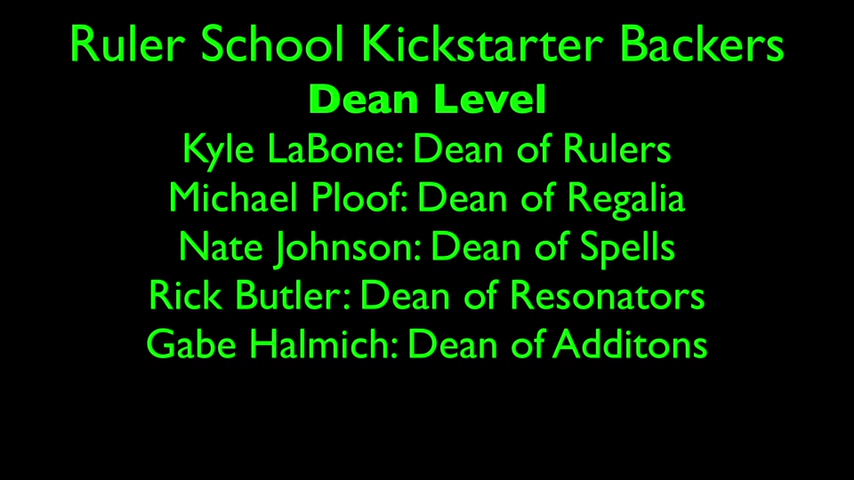 Ruler School Kickstarter Backers
Dean Level
Kyle LaBone: Dean of Rulers
Michael Ploof: Dean of Regalia
Nate Johnson: Dean of Spells
Rick Butler: Dean of Resonators
Gabe Halmich: Dean of Additons